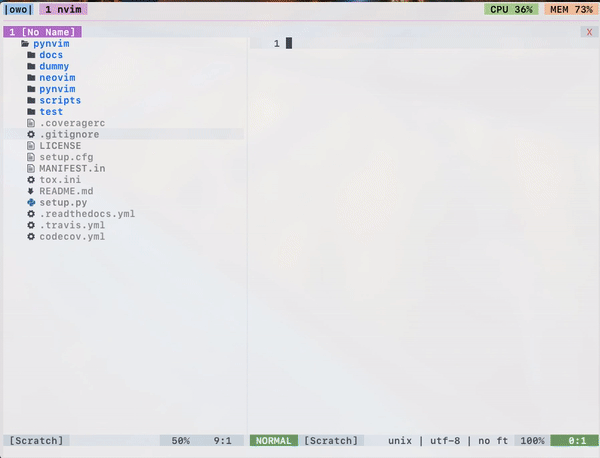 |owo| 1 nvim CPU 36% MEM 73%
1 [No Name] X
pynvim 1
docs
dummy
neovim
pynvim
scripts
test
.coveragerc
.gitignore
LICENSE
setup.cfg
MANIFEST.in
tox.ini
README.md
setup.py
.readthedocs.yml
.travis.yml
codecov.yml
[Scratch] 50% 9:1 NORMAL [Scratch] unix | utf-8 | no ft 100% 0:1